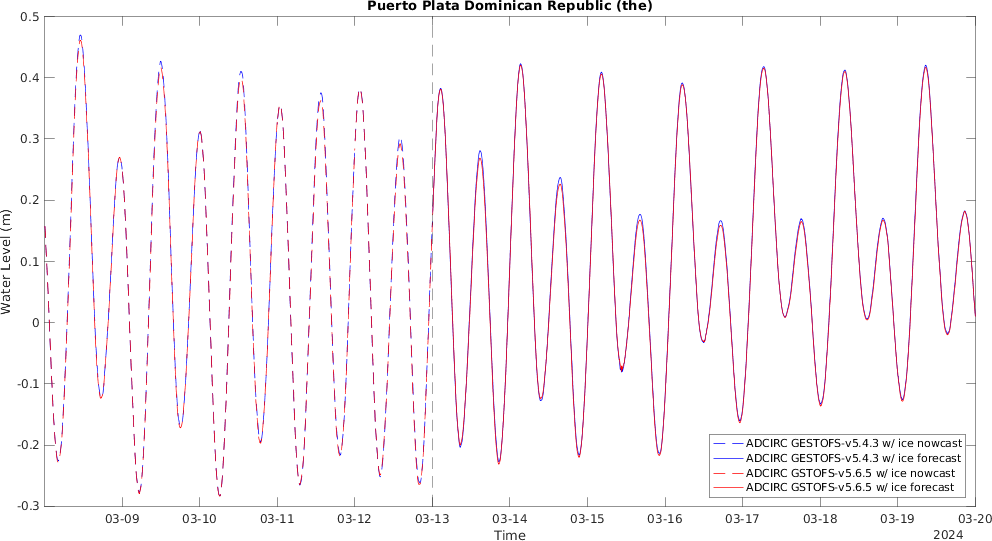 Puerto Plata Dominican Republic (the)
0.5
0.4
0.3
0.2
0.1
0
-0.1
-0.2
-0.3
Water Level (m)
ADCIRC GESTOFS-v5.4.3 w/ ice nowcast
ADCIRC GESTOFS-v5.4.3 w/ ice forecast
ADCIRC GSTOFS-v5.6.5 w/ ice nowcast
ADCIRC GSTOFS-v5.6.5 w/ ice forecast
03-09 03-10 03-11 03-12 03-13 03-14 03-15 03-16 03-17 03-18 03-19 03-20
Time
2024